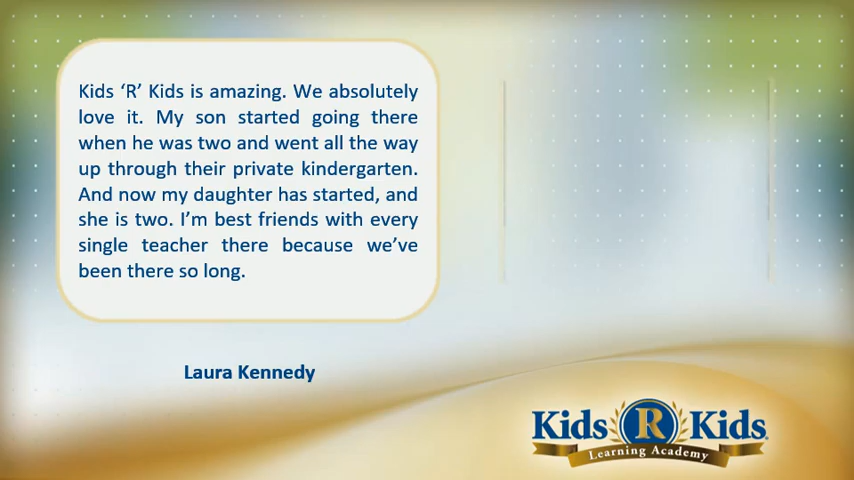 Kids ‘R’ Kids is amazing. We absolutely
love it. My son started going there
when he was two and went all the way
up through their private kindergarten.
And now my daughter has started, and
she is two. I’m best friends with every
single teacher there because we’ve
been there so long.
Laura Kennedy
Kids R Kids
Learning Academy